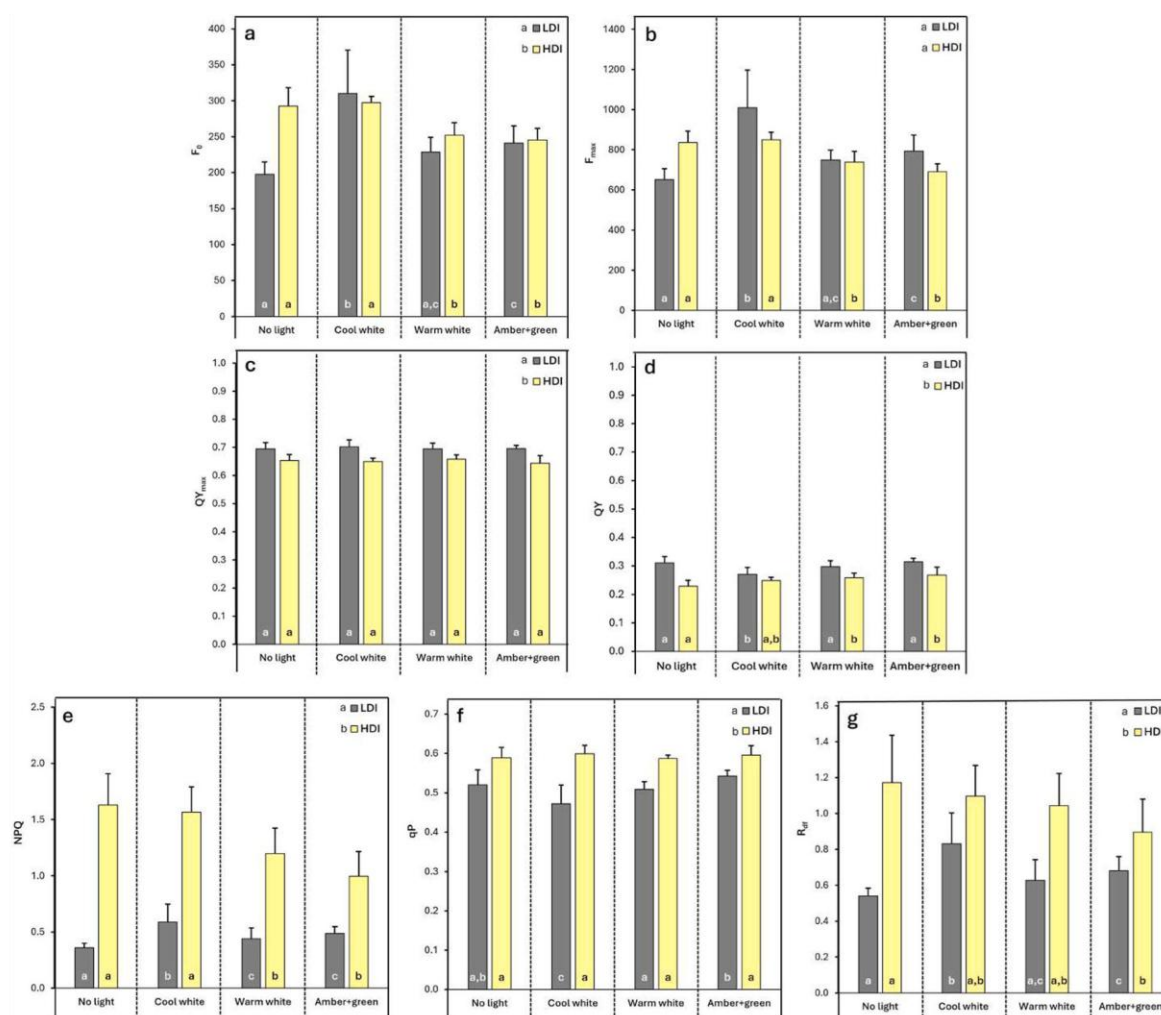 a
a LDI
b HDI
F0
400
350
300
250
200
150
100
50
0
a a b a a,c b c b
No light Cool white Warm white Amber+green
b
a LDI
a HDI
Fmax
1400
1200
1000
800
600
400
200
0
a a b a a,c b c b
No light Cool white Warm white Amber+green
c
a LDI
b HDI
QYmax
1.0
0.9
0.8
0.7
0.6
0.5
0.4
0.3
0.2
0.1
0.0
a a a a a a a a
No light Cool white Warm white Amber+green
d
a LDI
b HDI
QY
1.0
0.9
0.8
0.7
0.6
0.5
0.4
0.3
0.2
0.1
0.0
a a b a,b a b a b
No light Cool white Warm white Amber+green
e
a LDI
b HDI
NPQ
2.5
2.0
1.5
1.0
0.5
0.0
a a b a c b c b
No light Cool white Warm white Amber+green
f
a LDI
b HDI
qP
0.7
0.6
0.5
0.4
0.3
0.2
0.1
0.0
a,b a c a a a b a
No light Cool white Warm white Amber+green
g
a LDI
b HDI
Rdf
1.6
1.4
1.2
1.0
0.8
0.6
0.4
0.2
0.0
a a b a,b a,c a,b c b
No light Cool white Warm white Amber+green